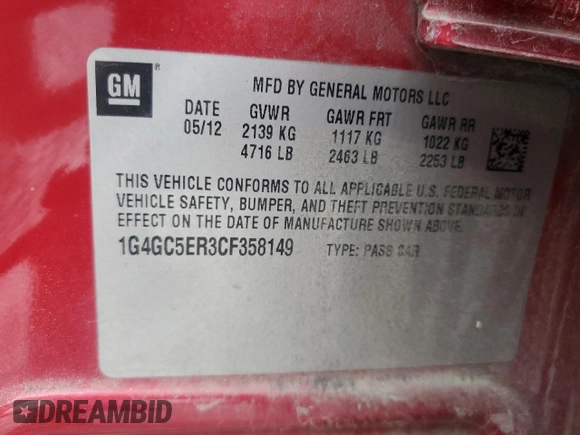 GM ®
MFD BY GENERAL MOTORS LLC
DATE GVWR GAWR FRT GAWR RR
05/12 2139 KG 1117 KG 1022 KG
4716 LB 2463 LB 2253 LB
THIS VEHICLE CONFORMS TO ALL APPLICABLE U.S. FEDERAL MOTOR
VEHICLE SAFETY, BUMPER, AND THEFT PREVENTION STANDARDS IN
EFFECT ON THE DATE OF MANUFACTURE SHOWN ABOVE.
1G4GC5ER3CF358149 TYPE: PASS CAR
DREAMBID